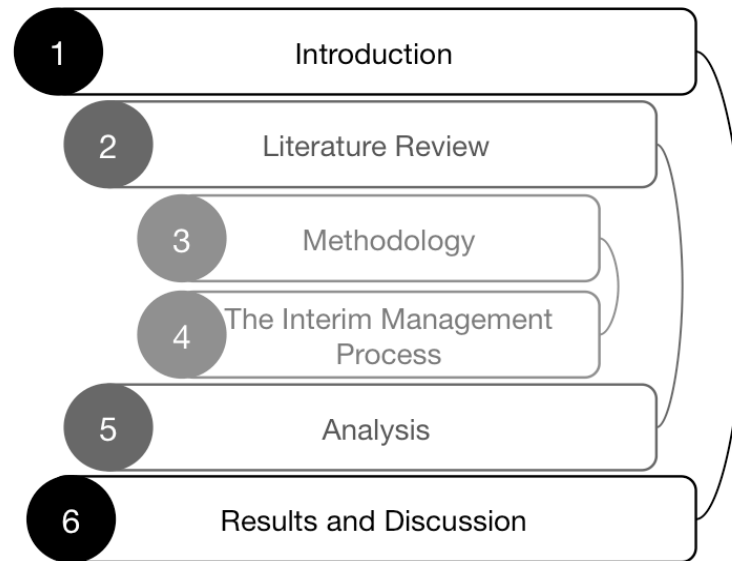 1
Introduction
2
Literature Review
3
Methodology
4
The Interim Management
Process
5
Analysis
6
Results and Discussion